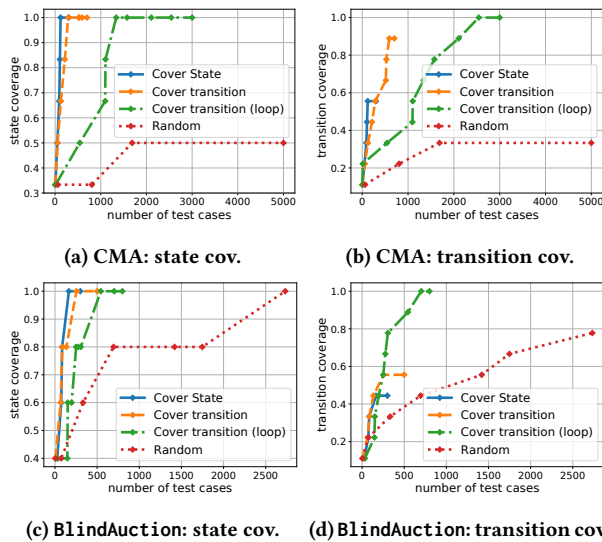 state coverage
1.0
0.9
0.8
0.7
0.6
0.5
0.4
0.3
Cover State
Cover transition
Cover transition (loop)
Random
0 1000 2000 3000 4000 5000
number of test cases
(a) CMA: state cov.
transition coverage
1.0
0.8
0.6
0.4
0.2
Cover State
Cover transition
Cover transition (loop)
Random
0 1000 2000 3000 4000 5000
number of test cases
(b) CMA: transition cov.
state coverage
1.0
0.9
0.8
0.7
0.6
0.5
0.4
Cover State
Cover transition
Cover transition (loop)
Random
0 500 1000 1500 2000 2500
number of test cases
(c) BlindAuction: state cov.
transition coverage
1.0
0.8
0.6
0.4
0.2
Cover State
Cover transition
Cover transition (loop)
Random
0 500 1000 1500 2000 2500
number of test cases
(d) BlindAuction: transition cov